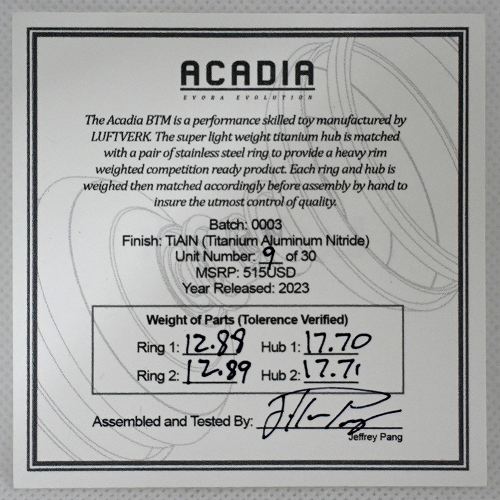 ACADIA
EVORA EVOLUTION
The Acadia BTM is a performance skilled toy manufactured by
LUFTVERK. The super light weight titanium hub is matched
with a pair of stainless steel ring to provide a heavy rim
weighted competition ready product. Each ring and hub is
weighed then matched accordingly before assembly by hand to
insure the utmost control of quality.
Batch: 0003
Finish: TiAlN (Titanium Aluminum Nitride)
Unit Number: 9 of 30
MSRP: 515USD
Year Released: 2023
Weight of Parts (Tolerence Verified)
Ring 1: 12.89 Hub 1: 17.70
Ring 2: 12.89 Hub 2: 17.71
Assembled and Tested By:
Jeffrey Pang